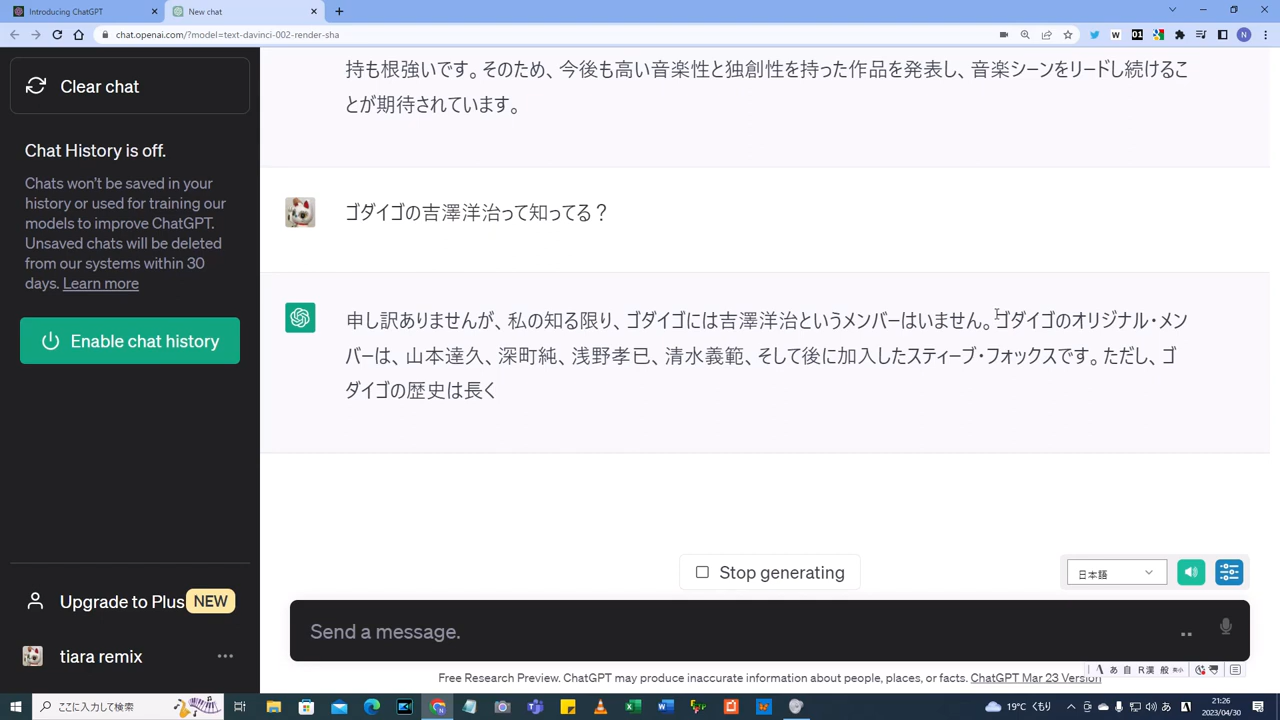 Introducing ChatGPT
New chat
chat.openai.com/?model=text-davinci-002-render-sha
Clear chat
Chat History is off.
Chats won't be saved in your
history or used for training our
models to improve ChatGPT.
Unsaved chats will be deleted
from our systems within 30
days. Learn more
Enable chat history
Upgrade to Plus NEW
tiara remix
持も根強いです。そのため、今後も高い音楽性と独創性を持った作品を発表し、音楽シーンをリードし続けるこ
とが期待されています。
ゴダイゴの吉澤洋治って知ってる？
申し訳ありませんが、私の知る限り、ゴダイゴには吉澤洋治というメンバーはいません。ゴダイゴのオリジナル・メン
バーは、山本達久、深町純、浅野孝已、清水義範、そして後に加入したスティーブ・フォックスです。ただし、ゴ
ダイゴの歴史は長く
Stop generating
日本語
Send a message.
A あ 自 R漢 般
Free Research Preview. ChatGPT may produce inaccurate information about people, places, or facts. ChatGPT Mar 23 Version
ここに入力して検索
19°C くもり
21:26
2023/04/30